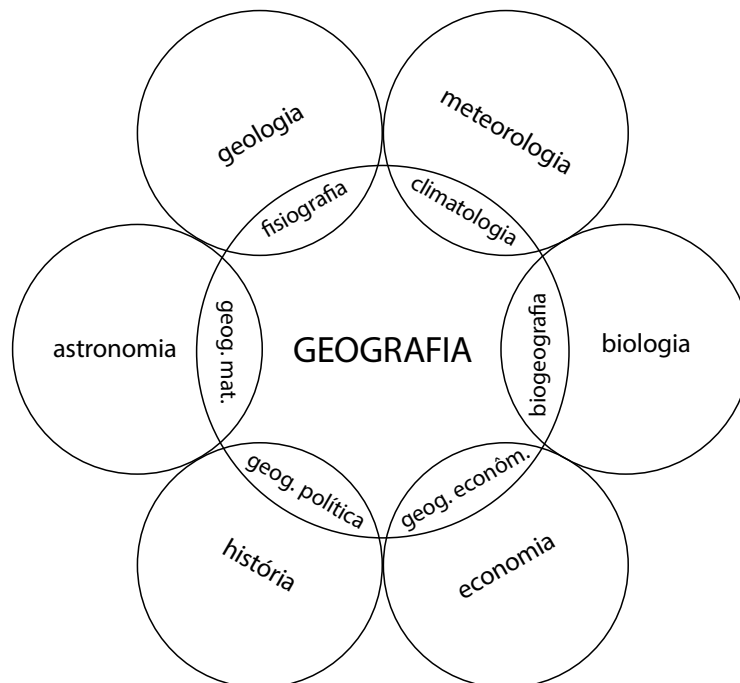 geologia
meteorologia
fisiografia
climatologia
astronomia
geog. mat.
GEOGRAFIA
biogeografia
biologia
geog. política
geog. econôm.
história
economia